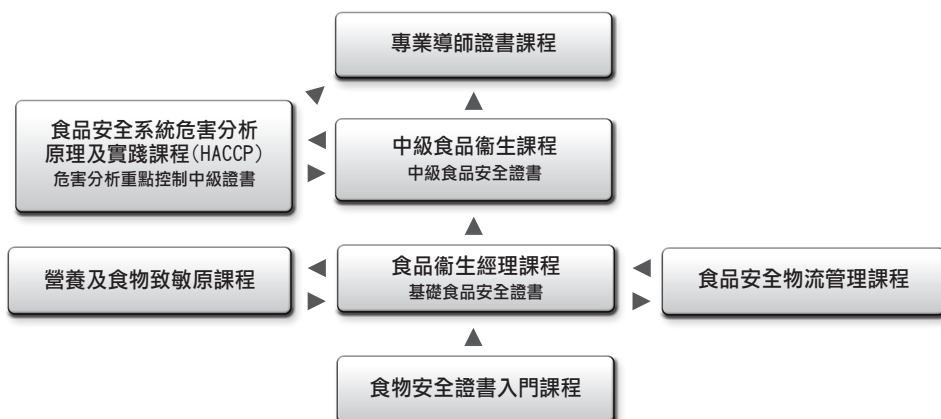 專業導師證書課程
食品安全系統危害分析
原理及實踐課程(HACCP)
危害分析重點控制中級證書
中級食品衞生課程
中級食品安全證書
營養及食物致敏原課程
食品衞生經理課程
基礎食品安全證書
食品安全物流管理課程
食物安全證書入門課程